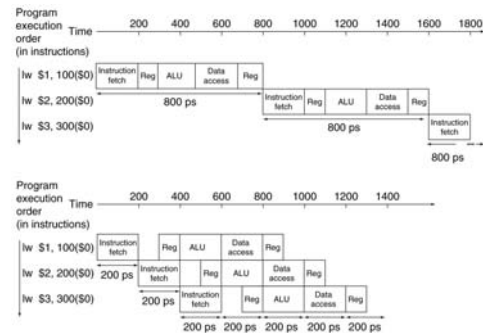 Program
execution
order
(in instructions)
Time
200 400 600 800 1000 1200 1400 1600 1800
lw $1, 100($0)
Instruction fetch Reg ALU Data access Reg
lw $2, 200($0)
800 ps
Instruction fetch Reg ALU Data access Reg
lw $3, 300($0)
800 ps
Instruction fetch
800 ps
Program
execution
order
(in instructions)
Time
200 400 600 800 1000 1200 1400
lw $1, 100($0)
Instruction fetch Reg ALU Data access Reg
lw $2, 200($0)
200 ps
Instruction fetch Reg ALU Data access Reg
lw $3, 300($0)
200 ps
Instruction fetch Reg ALU Data access Reg
200 ps 200 ps 200 ps 200 ps 200 ps